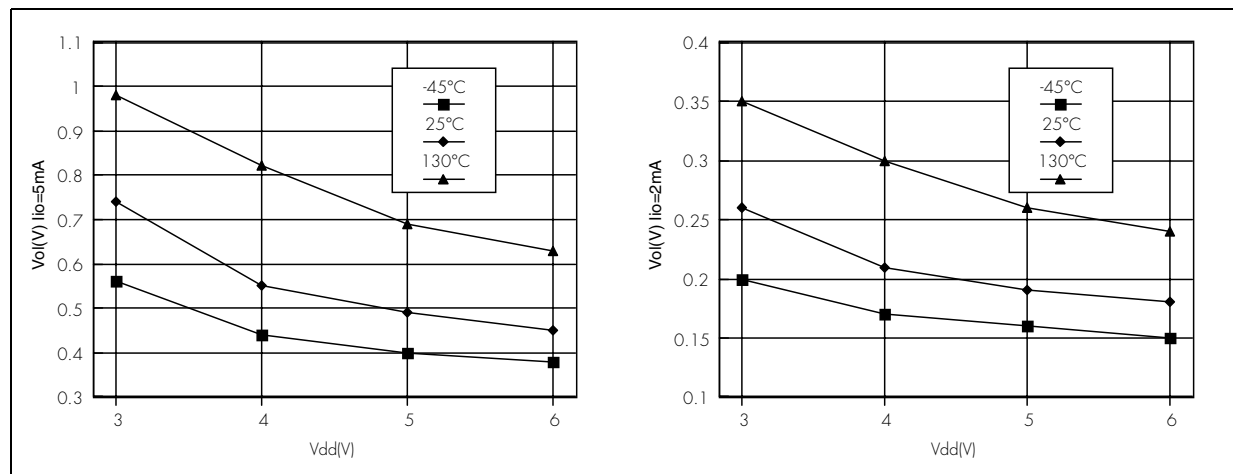 1.1
1
0.9
0.8
0.7
0.6
0.5
0.4
0.3
Vol(V) Iio=5mA
-45°C
25°C
130°C
3 4 5 6
Vdd(V)
0.4
0.35
0.3
0.25
0.2
0.15
0.1
Vol(V) Iio=2mA
-45°C
25°C
130°C
3 4 5 6
Vdd(V)